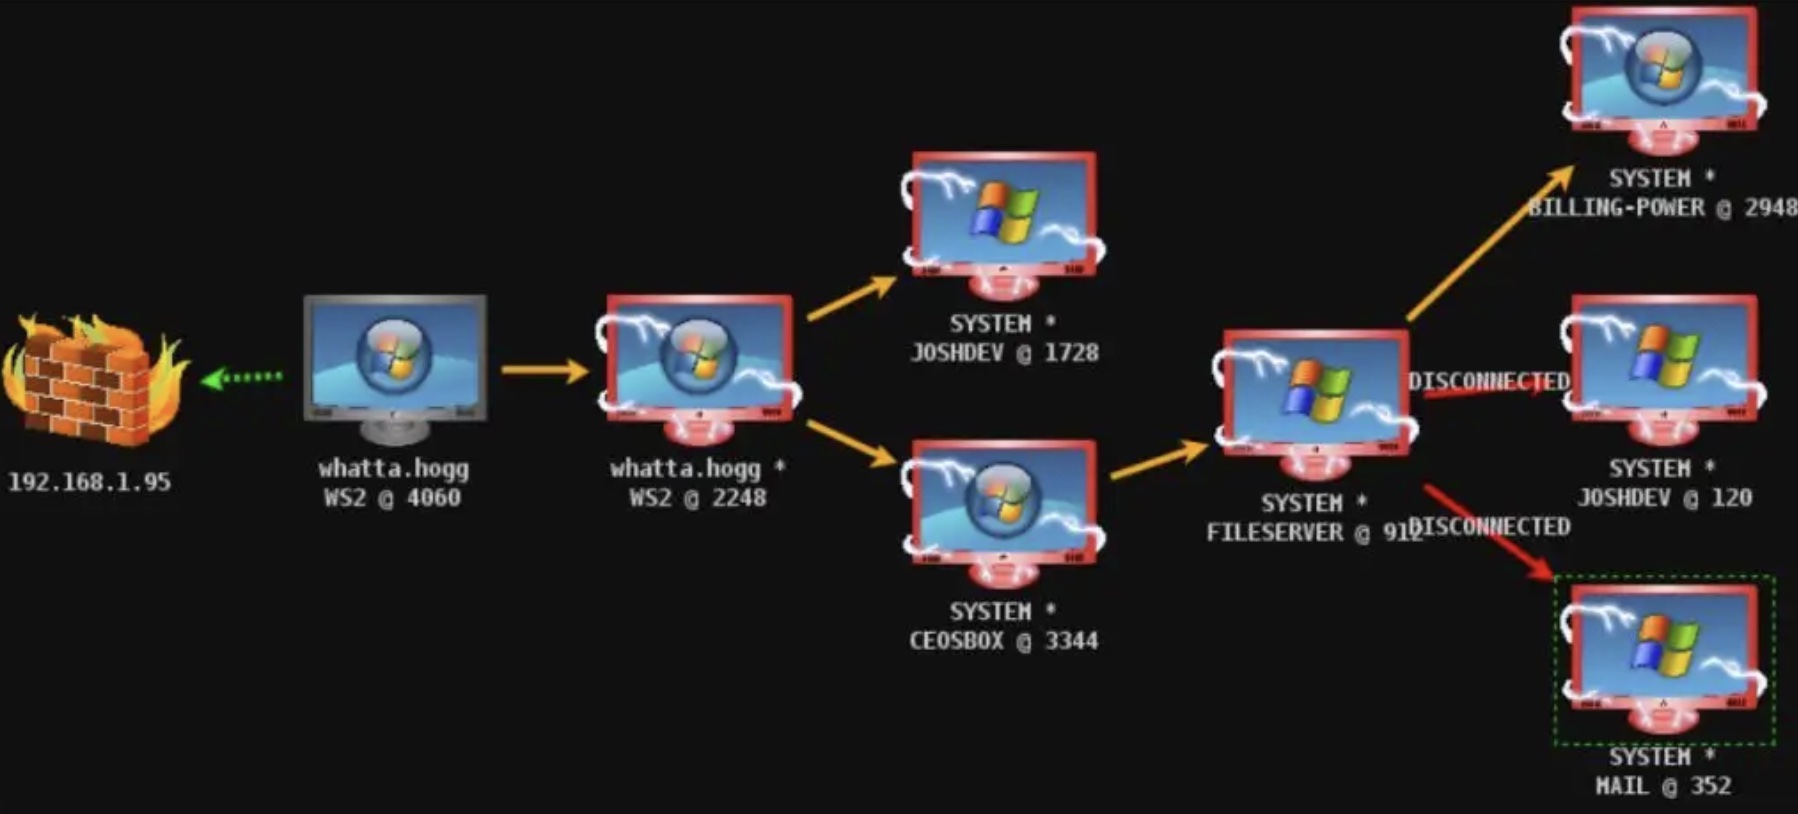 SYSTEM *
BILLING-POWER @ 2948
SYSTEM *
JOSHDEV @ 1728
192.168.1.95
whatta.hogg
WS2 @ 4060
whatta.hogg *
WS2 @ 2248
SYSTEM *
CEOSBOX @ 3344
SYSTEM *
FILESERVER @ 912
DISCONNECTED
SYSTEM *
JOSHDEV @ 120
DISCONNECTED
SYSTEM *
MAIL @ 352